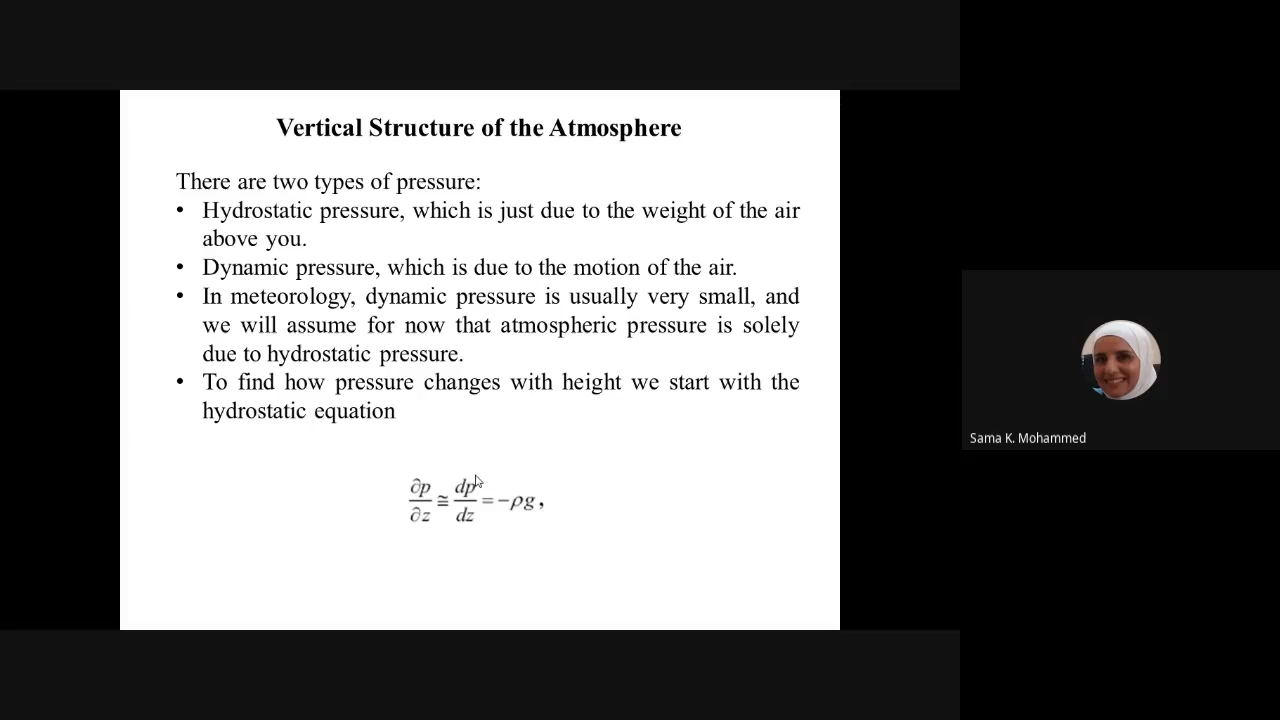 Vertical Structure of the Atmosphere
There are two types of pressure:
• Hydrostatic pressure, which is just due to the weight of the air
above you.
• Dynamic pressure, which is due to the motion of the air.
• In meteorology, dynamic pressure is usually very small, and
we will assume for now that atmospheric pressure is solely
due to hydrostatic pressure.
• To find how pressure changes with height we start with the
hydrostatic equation
∂p/∂z ≅ dp/dz = −ρg ,
Sama K. Mohammed